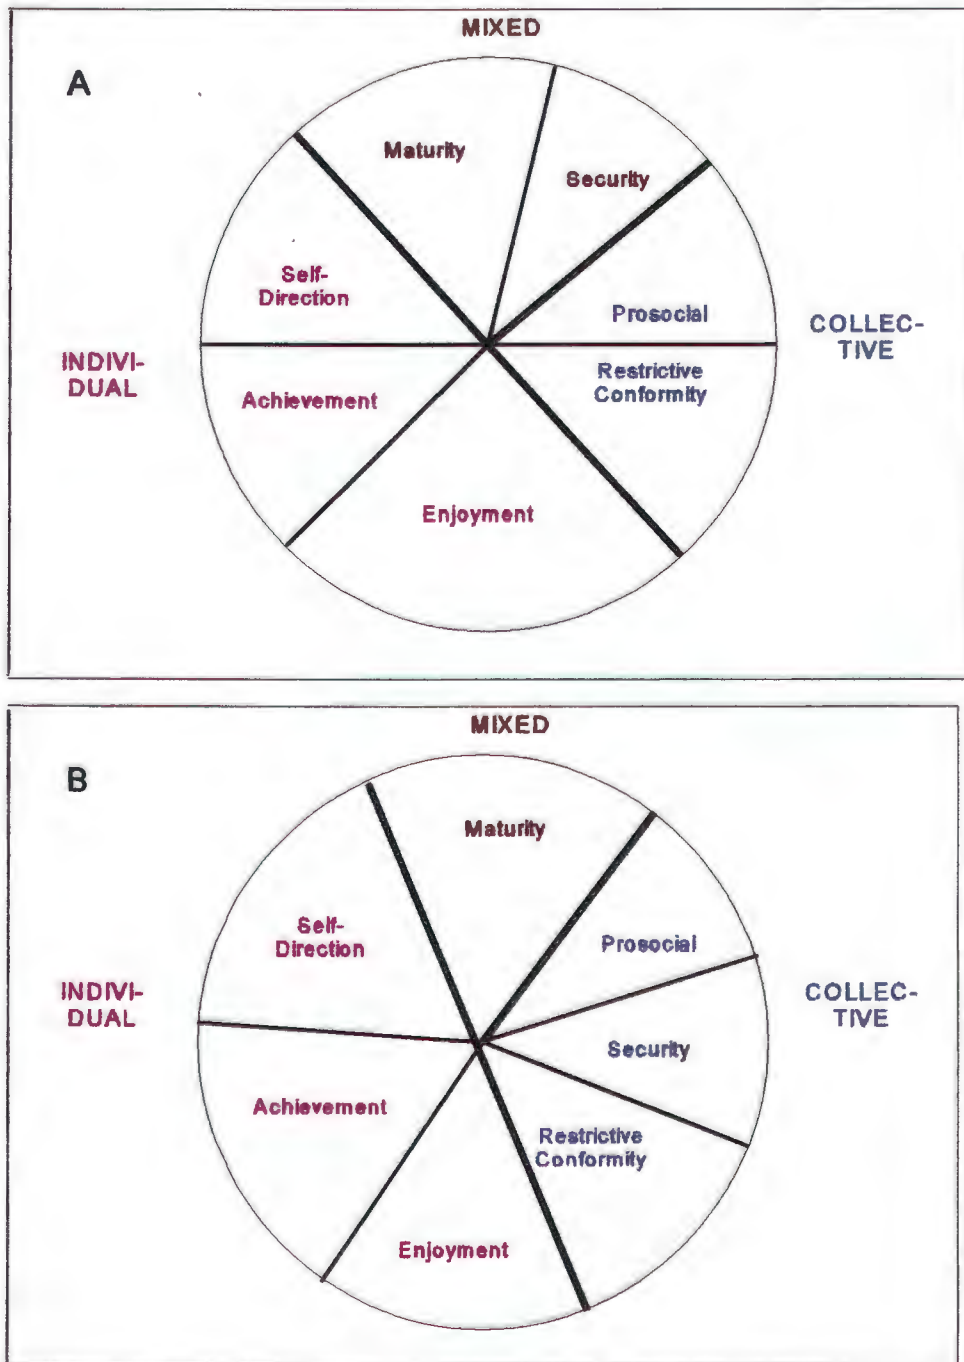 MIXED
A
Maturity
Security
Self-
Direction
Prosocial
COLLEC-
TIVE
INDIVI-
DUAL
Restrictive
Conformity
Achievement
Enjoyment
MIXED
B
Maturity
Self-
Direction
Prosocial
INDIVI-
DUAL
COLLEC-
TIVE
Security
Achievement
Restrictive
Conformity
Enjoyment